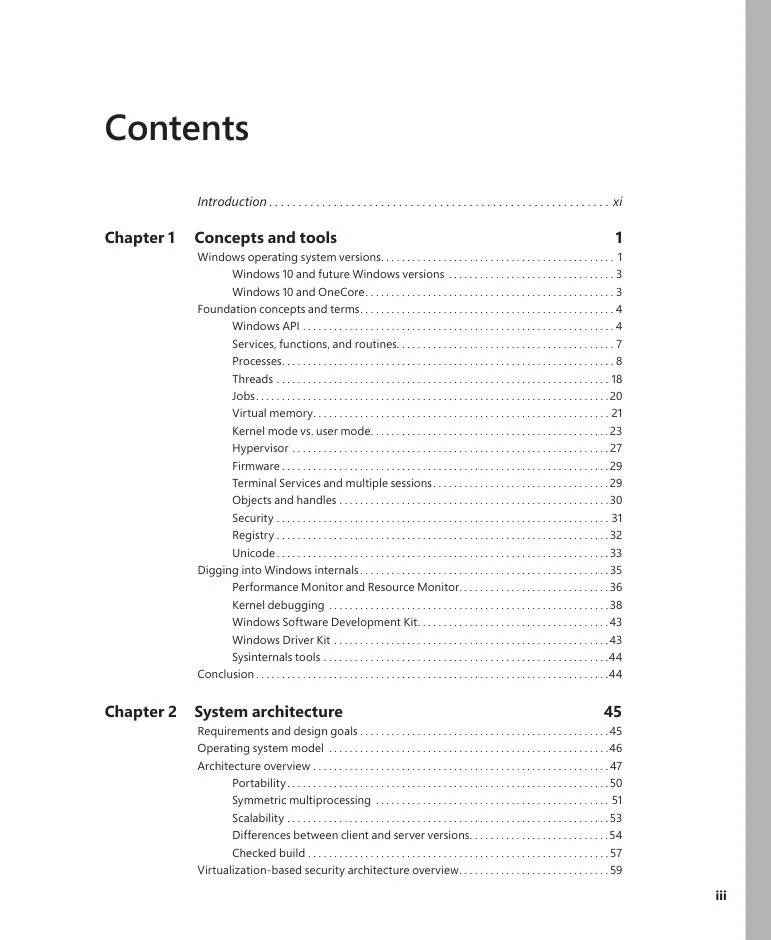 Contents
Introduction . . . . . . . . . . . . . . . . . . . . . . . . . . . . . . . . . . . . . . . . . . . . . . . . . . . . . . . . . . xi
Chapter 1 Concepts and tools 1
Windows operating system versions. . . . . . . . . . . . . . . . . . . . . . . . . . . . . . . . . . . . . . . . . . . . . 1
Windows 10 and future Windows versions . . . . . . . . . . . . . . . . . . . . . . . . . . . . . . . . 3
Windows 10 and OneCore. . . . . . . . . . . . . . . . . . . . . . . . . . . . . . . . . . . . . . . . . . . . . . . . 3
Foundation concepts and terms. . . . . . . . . . . . . . . . . . . . . . . . . . . . . . . . . . . . . . . . . . . . . . . . . 4
Windows API . . . . . . . . . . . . . . . . . . . . . . . . . . . . . . . . . . . . . . . . . . . . . . . . . . . . . . . . . . . . 4
Services, functions, and routines. . . . . . . . . . . . . . . . . . . . . . . . . . . . . . . . . . . . . . . . . . 7
Processes. . . . . . . . . . . . . . . . . . . . . . . . . . . . . . . . . . . . . . . . . . . . . . . . . . . . . . . . . . . . . . . . 8
Threads . . . . . . . . . . . . . . . . . . . . . . . . . . . . . . . . . . . . . . . . . . . . . . . . . . . . . . . . . . . . . . . . 18
Jobs. . . . . . . . . . . . . . . . . . . . . . . . . . . . . . . . . . . . . . . . . . . . . . . . . . . . . . . . . . . . . . . . . . . .20
Virtual memory. . . . . . . . . . . . . . . . . . . . . . . . . . . . . . . . . . . . . . . . . . . . . . . . . . . . . . . . . 21
Kernel mode vs. user mode. . . . . . . . . . . . . . . . . . . . . . . . . . . . . . . . . . . . . . . . . . . . . .23
Hypervisor . . . . . . . . . . . . . . . . . . . . . . . . . . . . . . . . . . . . . . . . . . . . . . . . . . . . . . . . . . . . .27
Firmware . . . . . . . . . . . . . . . . . . . . . . . . . . . . . . . . . . . . . . . . . . . . . . . . . . . . . . . . . . . . . . .29
Terminal Services and multiple sessions. . . . . . . . . . . . . . . . . . . . . . . . . . . . . . . . . .29
Objects and handles . . . . . . . . . . . . . . . . . . . . . . . . . . . . . . . . . . . . . . . . . . . . . . . . . . . .30
Security . . . . . . . . . . . . . . . . . . . . . . . . . . . . . . . . . . . . . . . . . . . . . . . . . . . . . . . . . . . . . . . . 31
Registry . . . . . . . . . . . . . . . . . . . . . . . . . . . . . . . . . . . . . . . . . . . . . . . . . . . . . . . . . . . . . . . .32
Unicode. . . . . . . . . . . . . . . . . . . . . . . . . . . . . . . . . . . . . . . . . . . . . . . . . . . . . . . . . . . . . . . .33
Digging into Windows internals. . . . . . . . . . . . . . . . . . . . . . . . . . . . . . . . . . . . . . . . . . . . . . . .35
Performance Monitor and Resource Monitor. . . . . . . . . . . . . . . . . . . . . . . . . . . . .36
Kernel debugging . . . . . . . . . . . . . . . . . . . . . . . . . . . . . . . . . . . . . . . . . . . . . . . . . . . . . .38
Windows Software Development Kit. . . . . . . . . . . . . . . . . . . . . . . . . . . . . . . . . . . . .43
Windows Driver Kit . . . . . . . . . . . . . . . . . . . . . . . . . . . . . . . . . . . . . . . . . . . . . . . . . . . . .43
Sysinternals tools . . . . . . . . . . . . . . . . . . . . . . . . . . . . . . . . . . . . . . . . . . . . . . . . . . . . . . .44
Conclusion . . . . . . . . . . . . . . . . . . . . . . . . . . . . . . . . . . . . . . . . . . . . . . . . . . . . . . . . . . . . . . . . . . . .44
Chapter 2 System architecture 45
Requirements and design goals . . . . . . . . . . . . . . . . . . . . . . . . . . . . . . . . . . . . . . . . . . . . . . . .45
Operating system model . . . . . . . . . . . . . . . . . . . . . . . . . . . . . . . . . . . . . . . . . . . . . . . . . . . . . .46
Architecture overview . . . . . . . . . . . . . . . . . . . . . . . . . . . . . . . . . . . . . . . . . . . . . . . . . . . . . . . . .47
Portability. . . . . . . . . . . . . . . . . . . . . . . . . . . . . . . . . . . . . . . . . . . . . . . . . . . . . . . . . . . . . .50
Symmetric multiprocessing . . . . . . . . . . . . . . . . . . . . . . . . . . . . . . . . . . . . . . . . . . . . . 51
Scalability . . . . . . . . . . . . . . . . . . . . . . . . . . . . . . . . . . . . . . . . . . . . . . . . . . . . . . . . . . . . . .53
Differences between client and server versions. . . . . . . . . . . . . . . . . . . . . . . . . . .54
Checked build . . . . . . . . . . . . . . . . . . . . . . . . . . . . . . . . . . . . . . . . . . . . . . . . . . . . . . . . . .57
Virtualization-based security architecture overview. . . . . . . . . . . . . . . . . . . . . . . . . . . . .59
iii